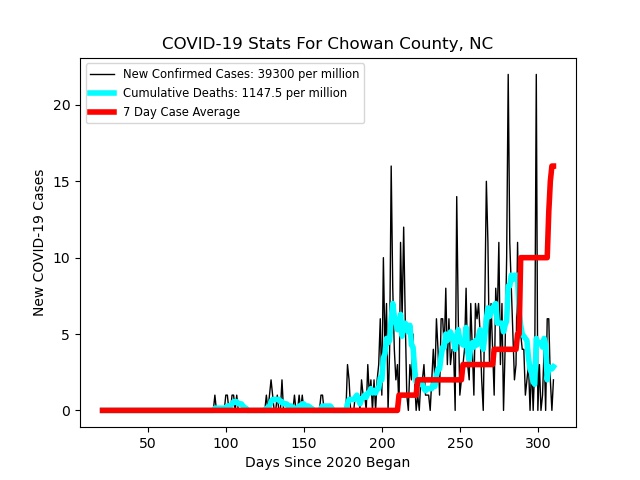 COVID-19 Stats For Chowan County, NC
New Confirmed Cases: 39300 per million
Cumulative Deaths: 1147.5 per million
7 Day Case Average
New COVID-19 Cases
20
15
10
5
0
50 100 150 200 250 300
Days Since 2020 Began